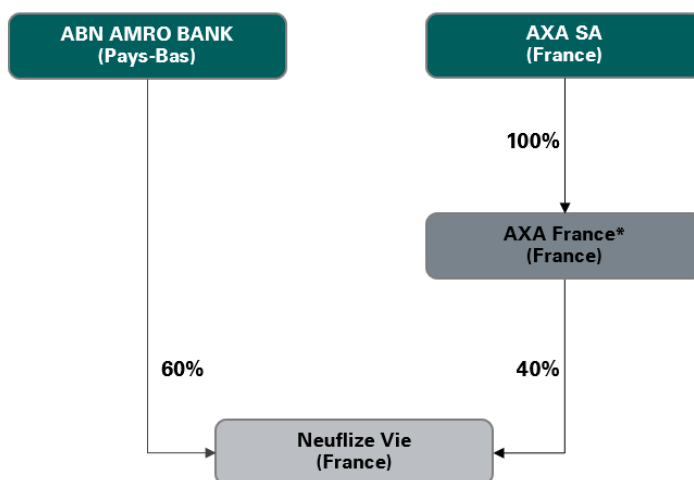 ABN AMRO BANK
(Pays-Bas)
AXA SA
(France)
100%
AXA France*
(France)
60%
40%
Neuflize Vie
(France)